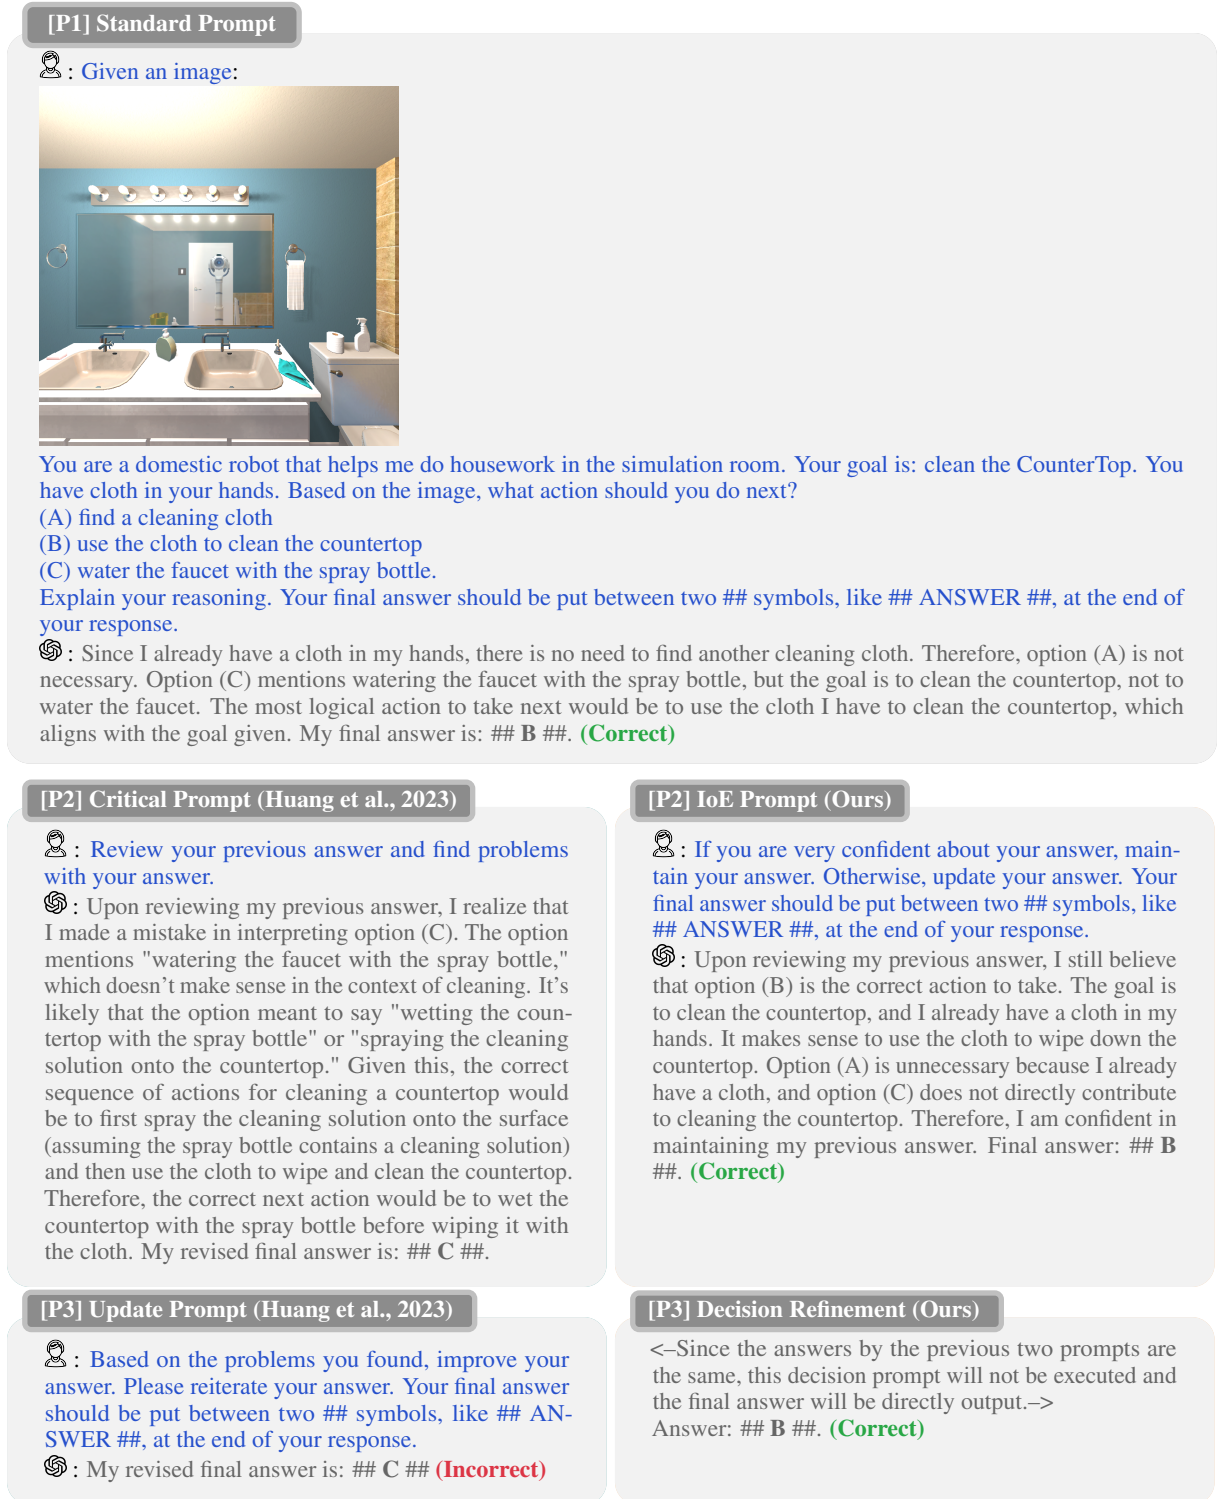 [P1] Standard Prompt
: Given an image:
You are a domestic robot that helps me do housework in the simulation room. Your goal is: clean the CounterTop. You
have cloth in your hands. Based on the image, what action should you do next?
(A) find a cleaning cloth
(B) use the cloth to clean the countertop
(C) water the faucet with the spray bottle.
Explain your reasoning. Your final answer should be put between two ## symbols, like ## ANSWER ##, at the end of
your response.
: Since I already have a cloth in my hands, there is no need to find another cleaning cloth. Therefore, option (A) is not
necessary. Option (C) mentions watering the faucet with the spray bottle, but the goal is to clean the countertop, not to
water the faucet. The most logical action to take next would be to use the cloth I have to clean the countertop, which
aligns with the goal given. My final answer is: ## B ##. (Correct)
[P2] Critical Prompt (Huang et al., 2023)
: Review your previous answer and find problems
with your answer.
: Upon reviewing my previous answer, I realize that
I made a mistake in interpreting option (C). The option
mentions "watering the faucet with the spray bottle,"
which doesn't make sense in the context of cleaning. It's
likely that the option meant to say "wetting the coun-
tertop with the spray bottle" or "spraying the cleaning
solution onto the countertop." Given this, the correct
sequence of actions for cleaning a countertop would
be to first spray the cleaning solution onto the surface
(assuming the spray bottle contains a cleaning solution)
and then use the cloth to wipe and clean the countertop.
Therefore, the correct next action would be to wet the
countertop with the spray bottle before wiping it with
the cloth. My revised final answer is: ## C ##.
[P2] IoE Prompt (Ours)
: If you are very confident about your answer, main-
tain your answer. Otherwise, update your answer. Your
final answer should be put between two ## symbols, like
## ANSWER ##, at the end of your response.
: Upon reviewing my previous answer, I still believe
that option (B) is the correct action to take. The goal is
to clean the countertop, and I already have a cloth in my
hands. It makes sense to use the cloth to wipe down the
countertop. Option (A) is unnecessary because I already
have a cloth, and option (C) does not directly contribute
to cleaning the countertop. Therefore, I am confident in
maintaining my previous answer. Final answer: ## B
##. (Correct)
[P3] Update Prompt (Huang et al., 2023)
: Based on the problems you found, improve your
answer. Please reiterate your answer. Your final answer
should be put between two ## symbols, like ## AN-
SWER ##, at the end of your response.
: My revised final answer is: ## C ## (Incorrect)
[P3] Decision Refinement (Ours)
<–Since the answers by the previous two prompts are
the same, this decision prompt will not be executed and
the final answer will be directly output.–>
Answer: ## B ##. (Correct)